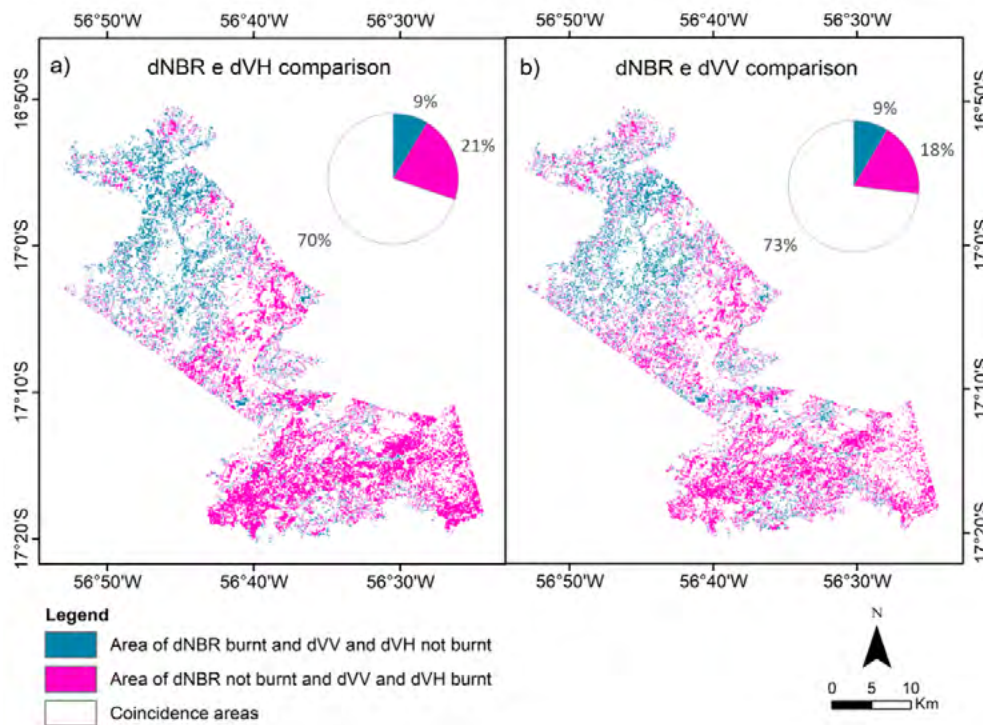 56°50'W 56°40'W 56°30'W 56°50'W 56°40'W 56°30'W
a) dNBR e dVH comparison
b) dNBR e dVV comparison
16°50'S
17°0'S
17°10'S
17°20'S
9%
21%
70%
9%
18%
73%
16°50'S
17°0'S
17°10'S
17°20'S
56°50'W 56°40'W 56°30'W 56°50'W 56°40'W 56°30'W
Legend
Area of dNBR burnt and dVV and dVH not burnt
Area of dNBR not burnt and dVV and dVH burnt
Coincidence areas
N
0 5 10
Km